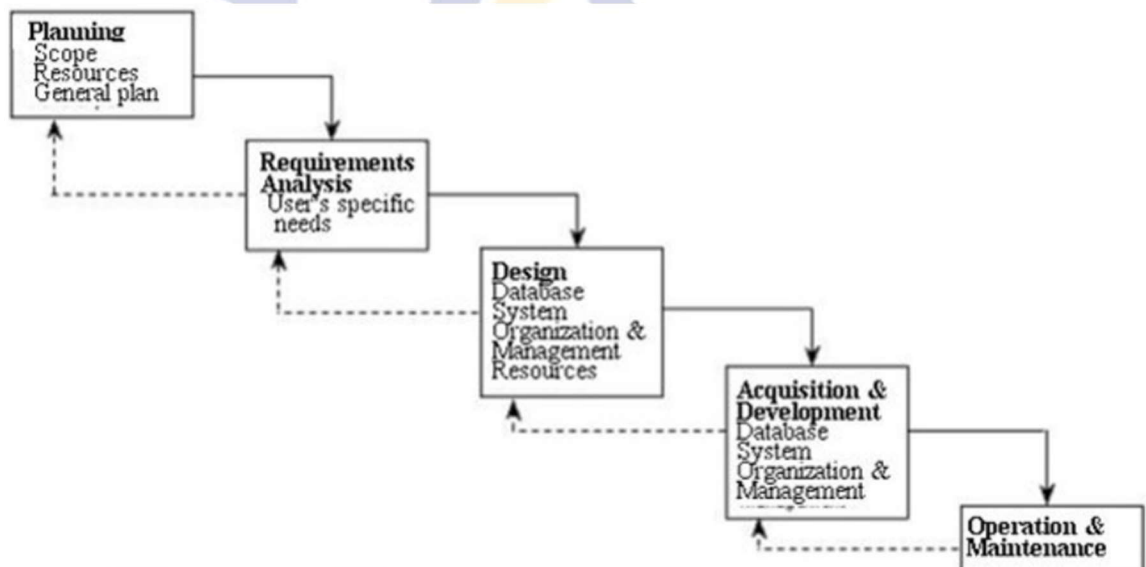 Planning
Scope
Resources
General plan
Requirements
Analysis
User's specific
needs
Design
Database
System
Organization &
Management
Resources
Acquisition &
Development
Database
System
Organization &
Management
Operation &
Maintenance